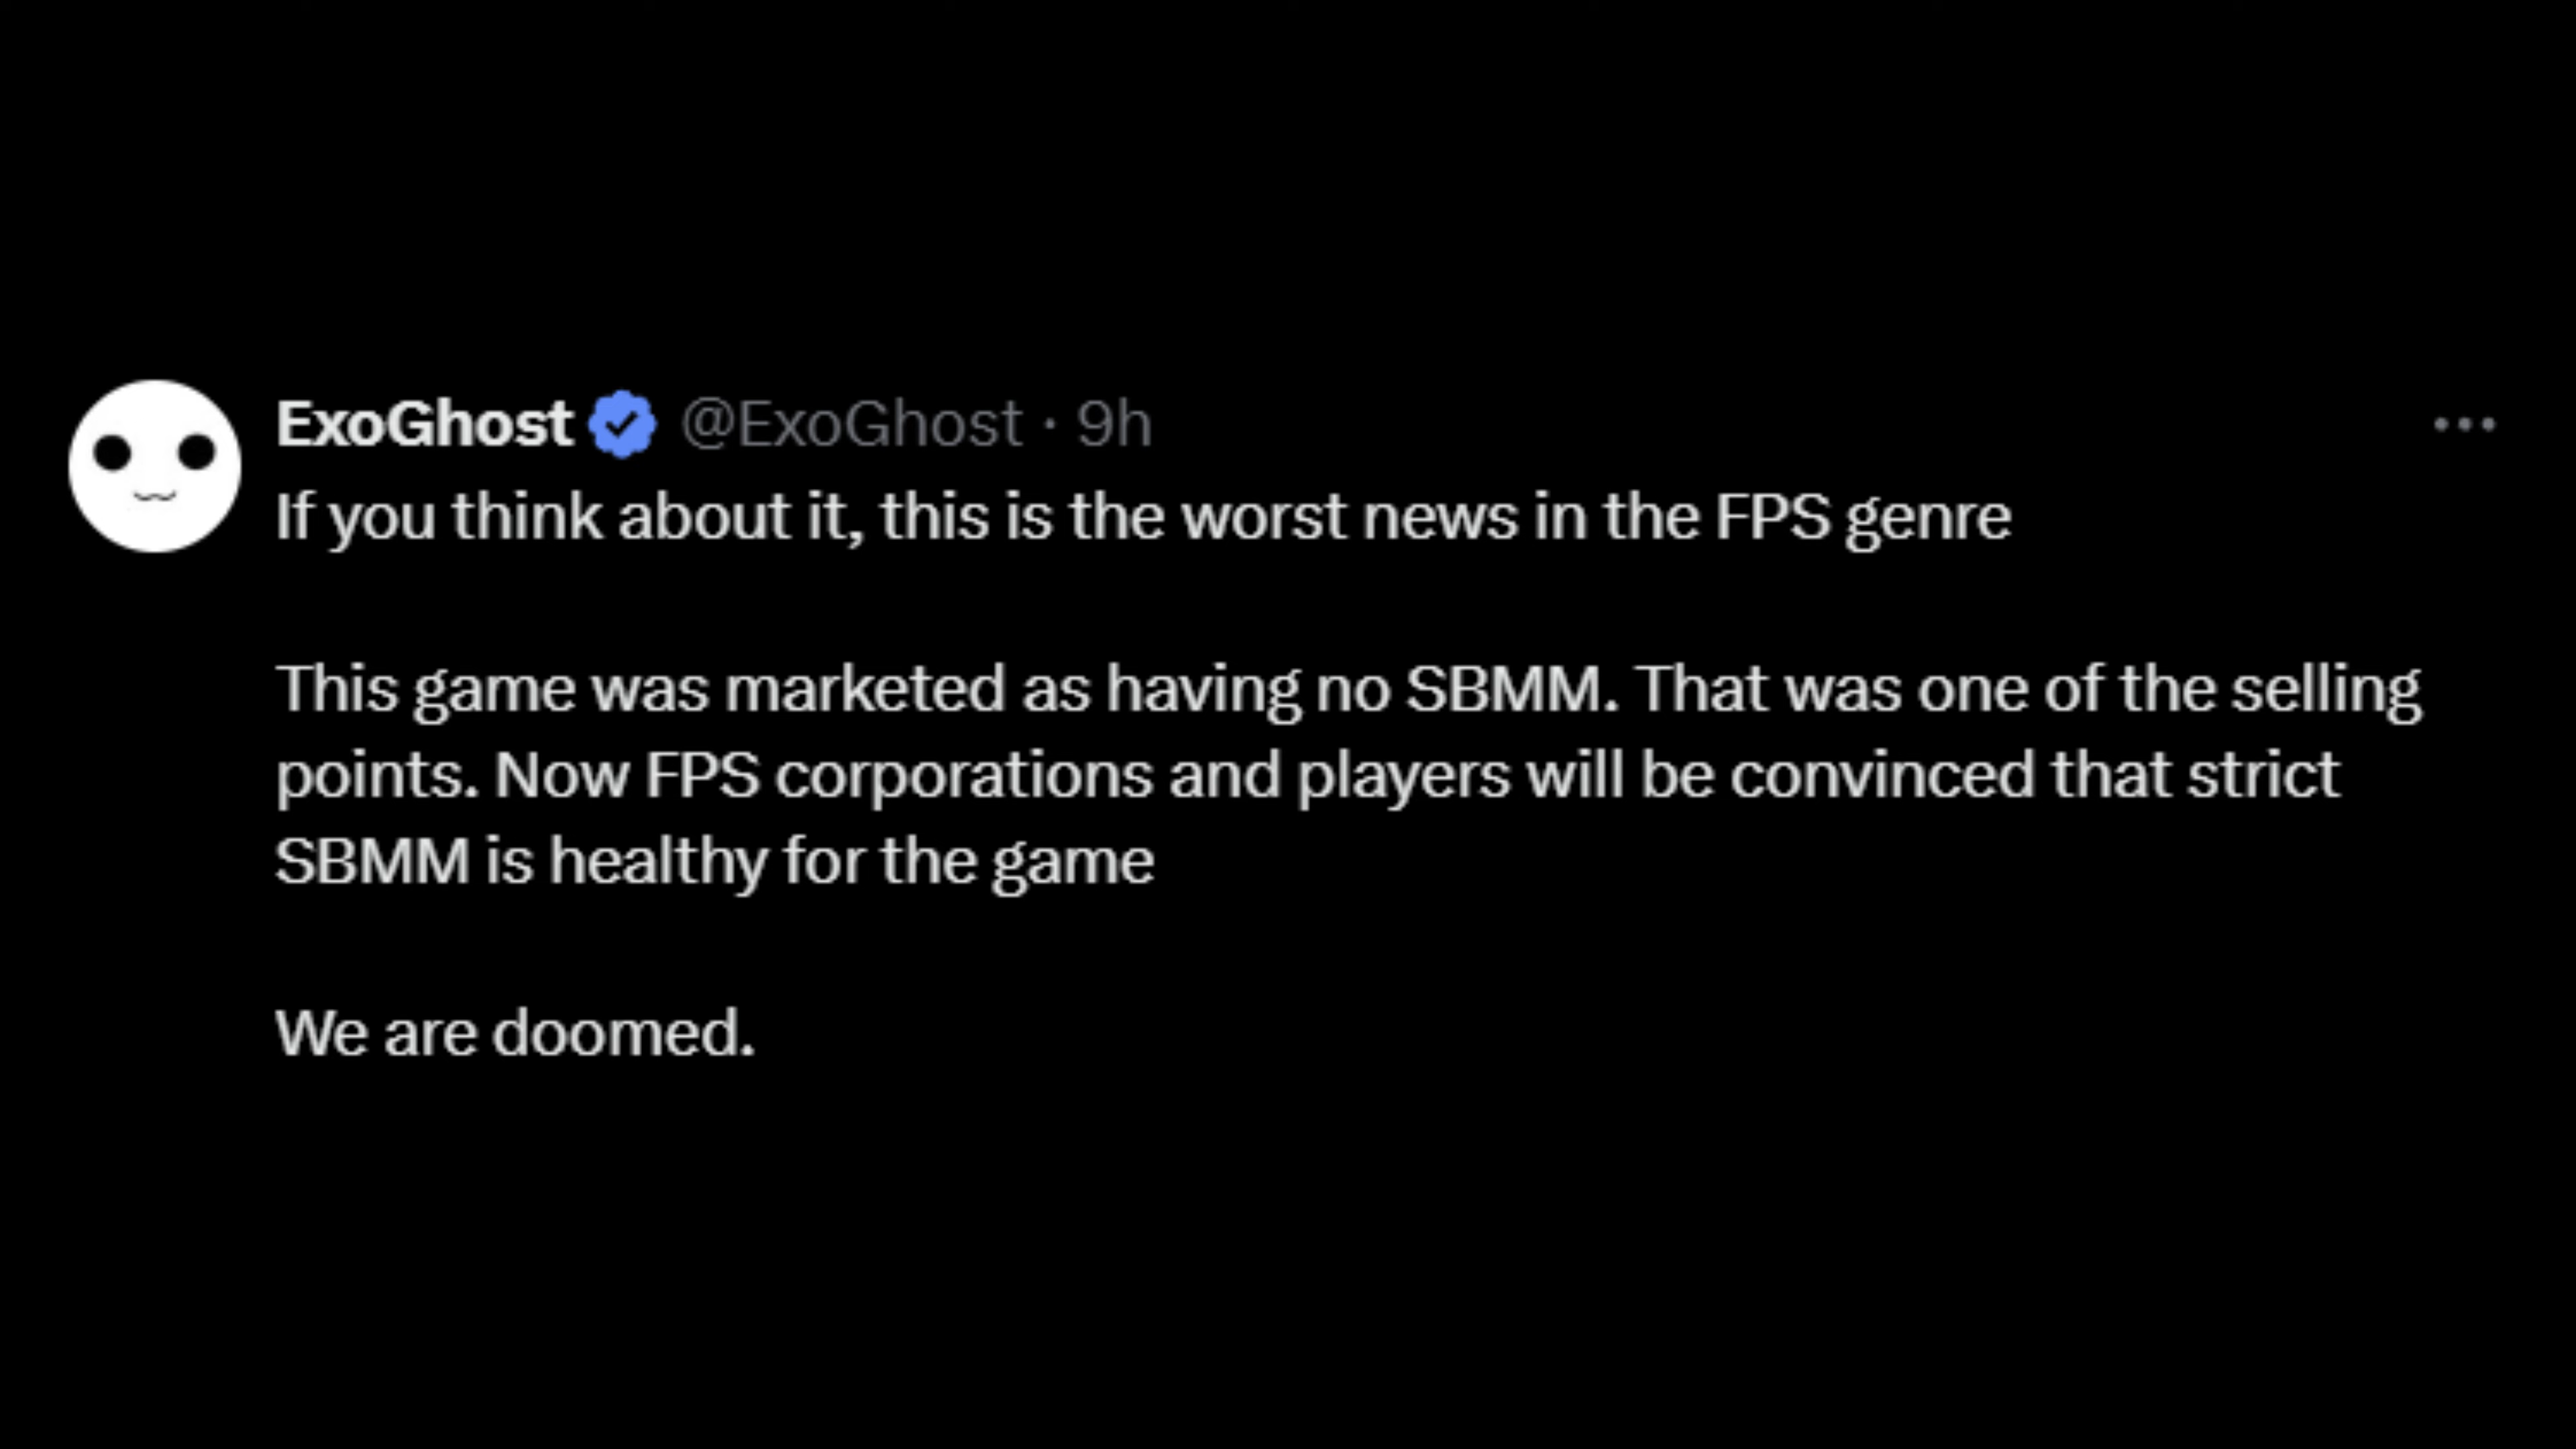 ExoGhost @ExoGhost · 9h
If you think about it, this is the worst news in the FPS genre
This game was marketed as having no SBMM. That was one of the selling
points. Now FPS corporations and players will be convinced that strict
SBMM is healthy for the game
We are doomed.